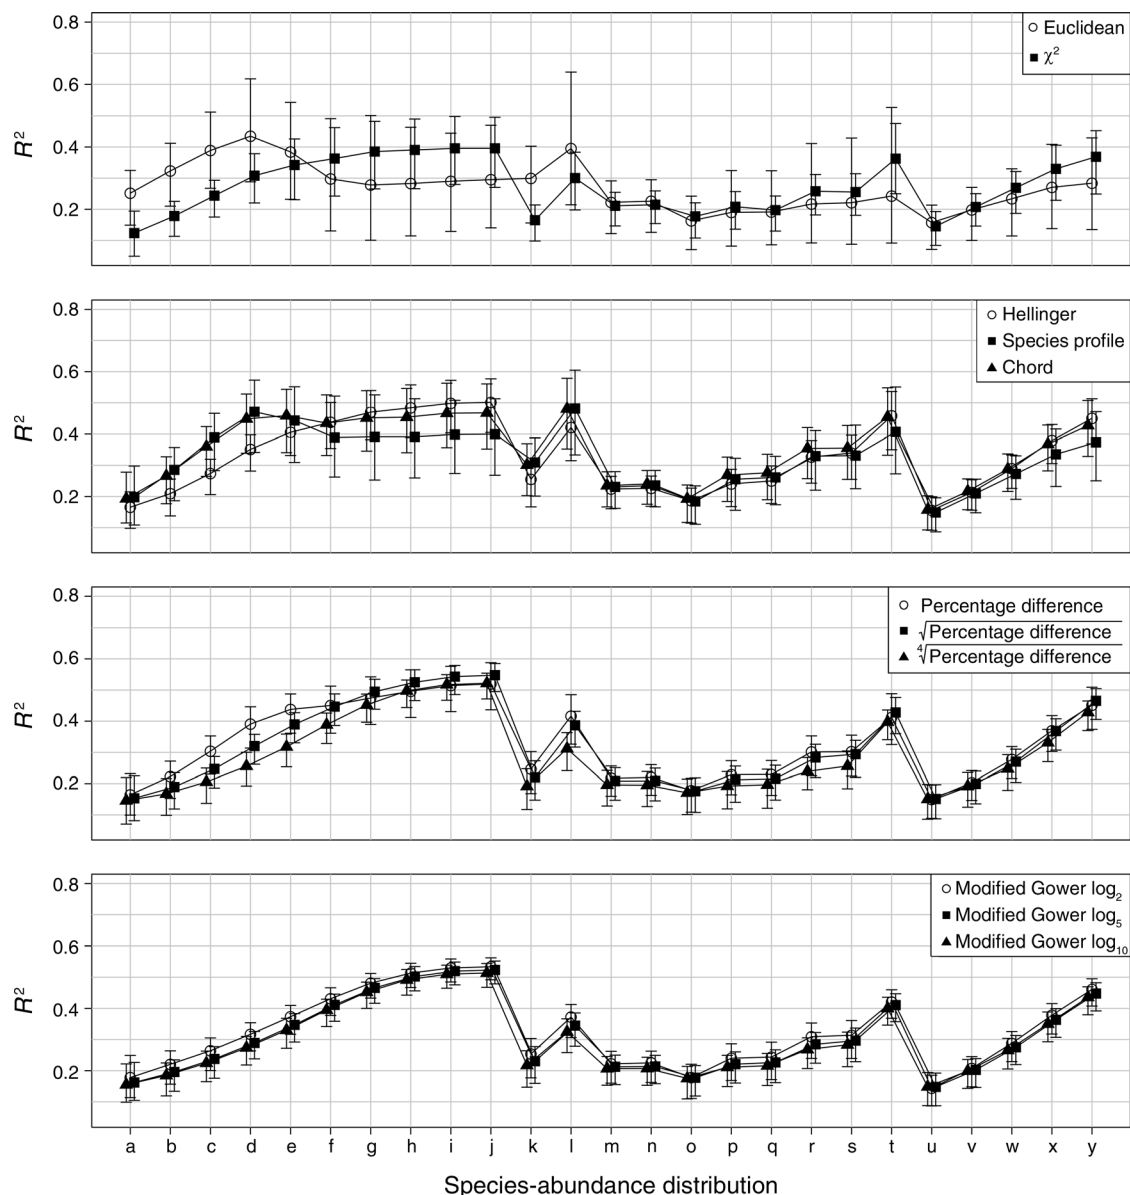 0.8
0.6
0.4
0.2
R²
Euclidean
χ²
0.8
0.6
0.4
0.2
R²
Hellinger
Species profile
Chord
0.8
0.6
0.4
0.2
R²
Percentage difference
√Percentage difference
∜Percentage difference
0.8
0.6
0.4
0.2
R²
Modified Gower log₂
Modified Gower log₅
Modified Gower log₁₀
a b c d e f g h i j k l m n o p q r s t u v w x y
Species-abundance distribution